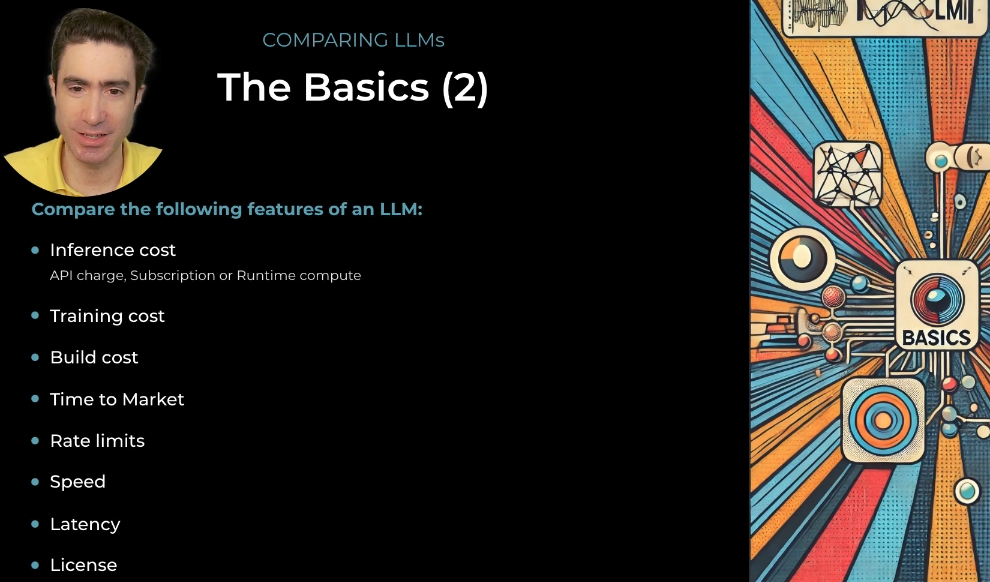 COMPARING LLMs
The Basics (2)
Compare the following features of an LLM:
Inference cost
API charge, Subscription or Runtime compute
Training cost
Build cost
Time to Market
Rate limits
Speed
Latency
License
BASICS